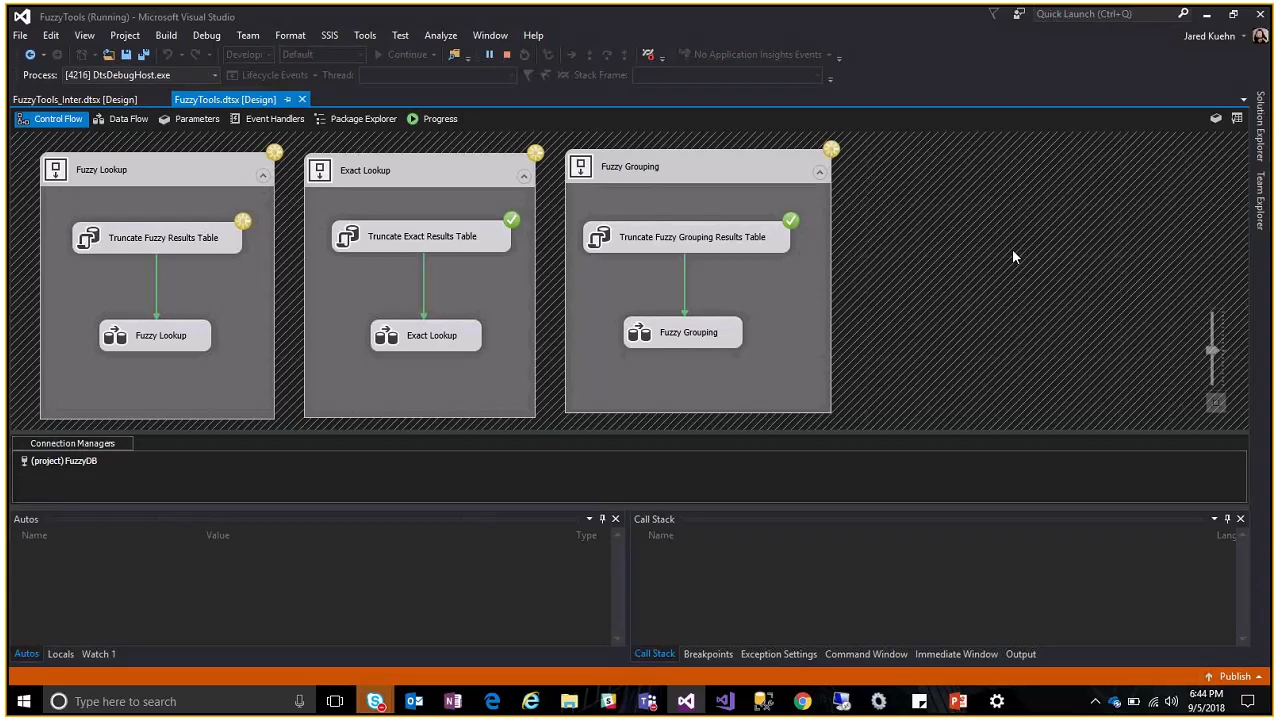 FuzzyTools (Running) - Microsoft Visual Studio
Quick Launch (Ctrl+Q)
File Edit View Project Build Debug Team Format SSIS Tools Test Analyze Window Help
Jared Kuehn
Develop Default Continue No Application Insights Events
Process: [4216] DtsDebugHost.exe Lifecycle Events Thread: Stack Frame:
FuzzyTools_Inter.dtsx [Design] FuzzyTools.dtsx [Design]
Control Flow Data Flow Parameters Event Handlers Package Explorer Progress
Solution Explorer
Team Explorer
Fuzzy Lookup
Truncate Fuzzy Results Table
Fuzzy Lookup
Exact Lookup
Truncate Exact Results Table
Exact Lookup
Fuzzy Grouping
Truncate Fuzzy Grouping Results Table
Fuzzy Grouping
Connection Managers
(project) FuzzyDB
Autos
Name Value Type
Autos Locals Watch 1
Call Stack
Name Lang
Call Stack Breakpoints Exception Settings Command Window Immediate Window Output
Publish
Type here to search
6:44 PM
9/5/2018